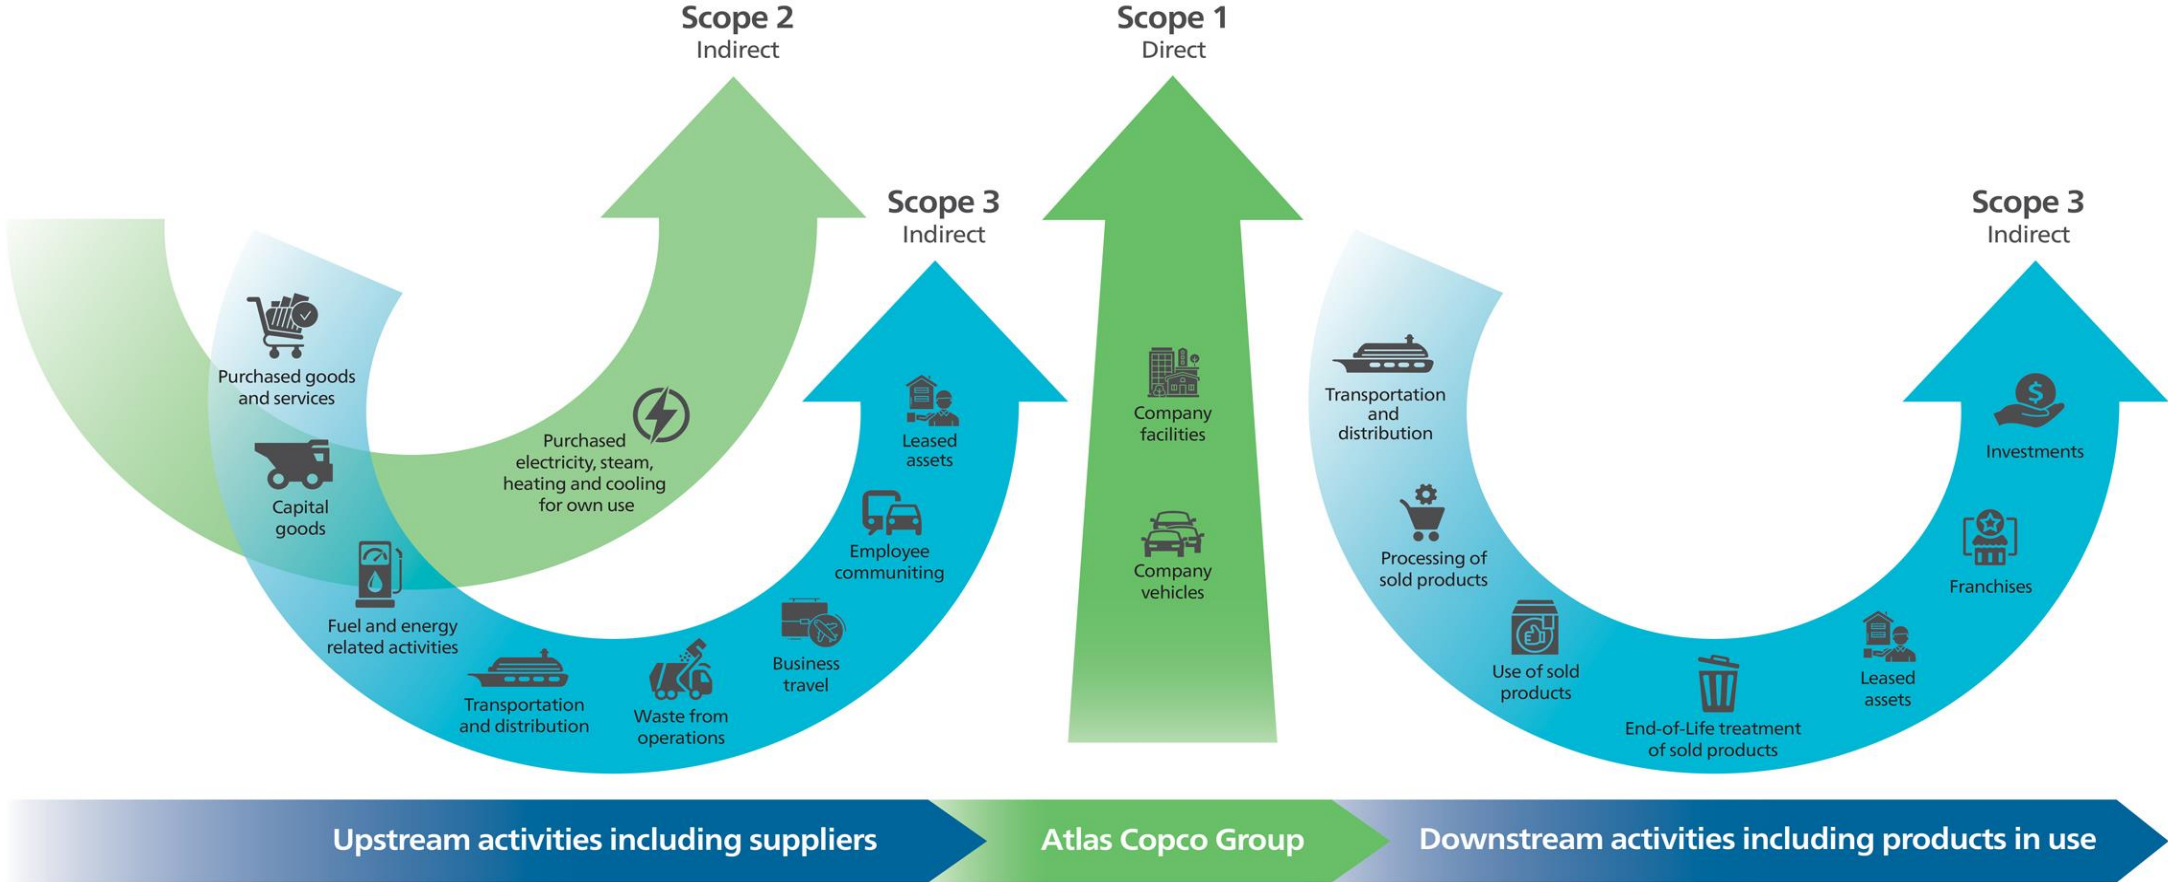 Scope 2
Indirect
Purchased
electricity, steam,
heating and cooling
for own use
Scope 3
Indirect
Purchased goods
and services
Capital
goods
Fuel and energy
related activities
Transportation
and distribution
Waste from
operations
Business
travel
Employee
communiting
Leased
assets
Scope 1
Direct
Company
facilities
Company
vehicles
Scope 3
Indirect
Transportation
and
distribution
Processing of
sold products
Use of sold
products
End-of-Life treatment
of sold products
Leased
assets
Franchises
Investments
$
Upstream activities including suppliers
Atlas Copco Group
Downstream activities including products in use